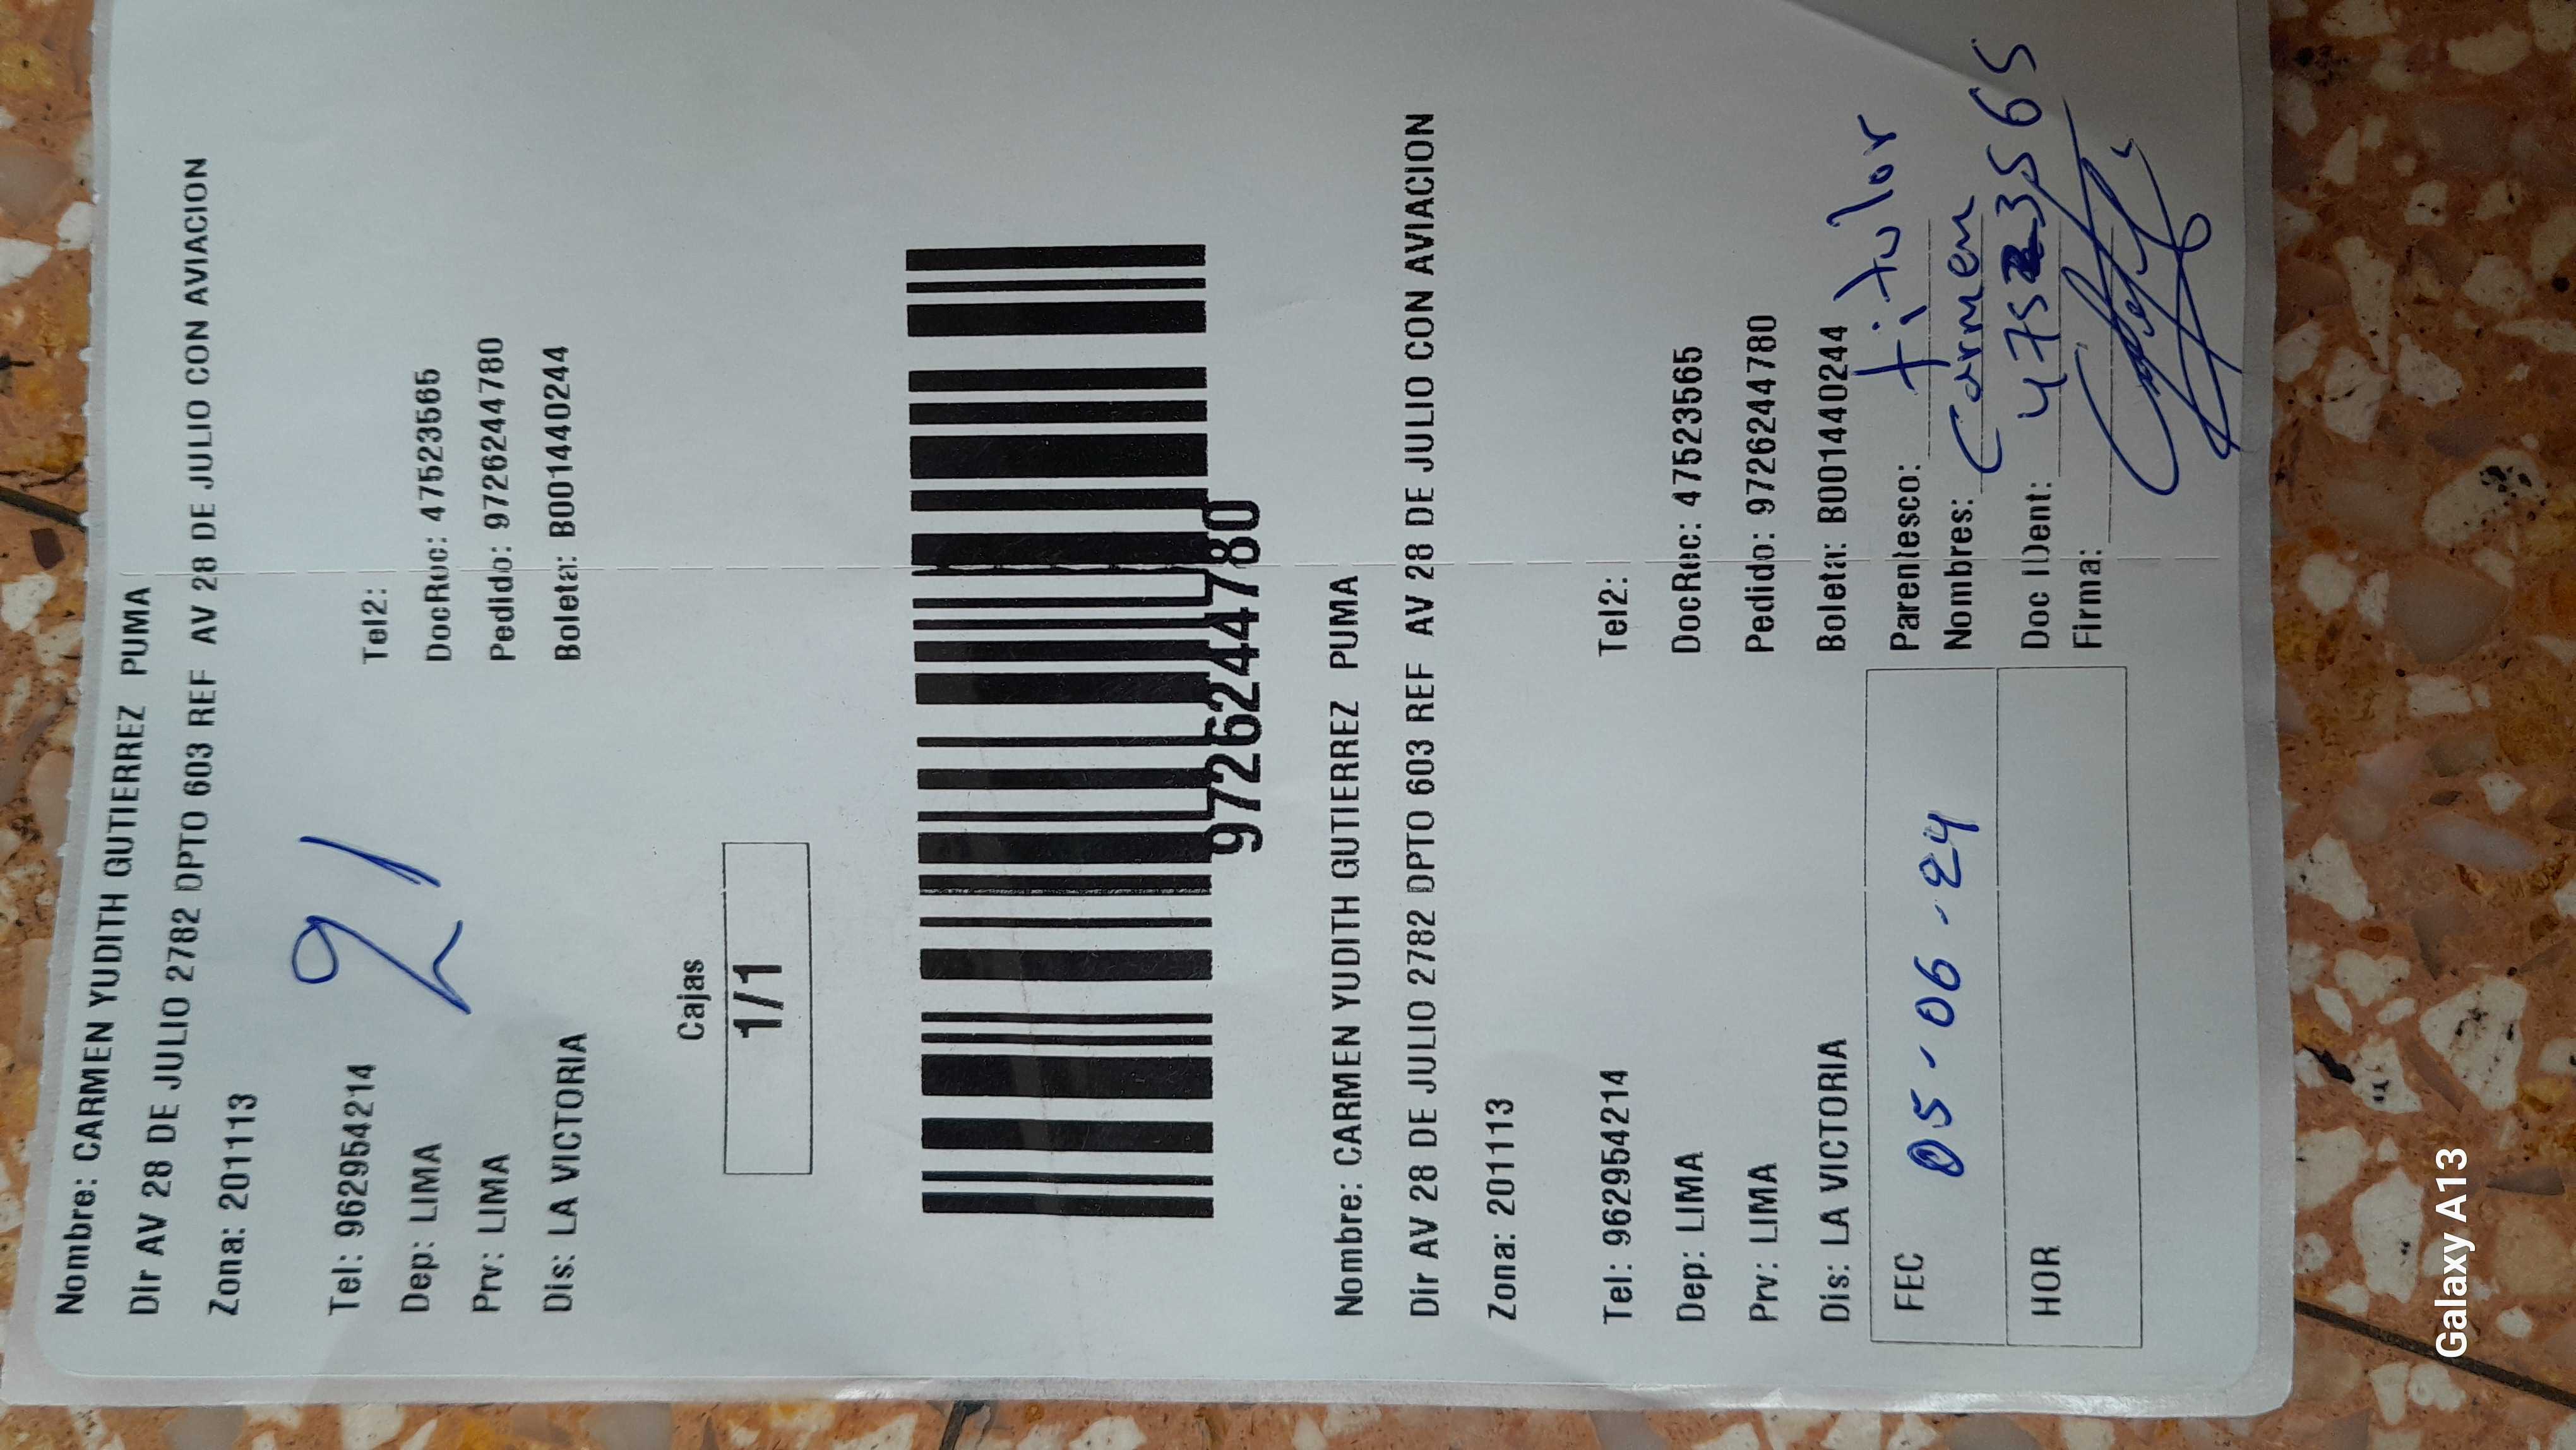 Nombre: CARMEN YUDITH GUTIERREZ PUMA
Dir AV 28 DE JULIO 2782 DPTO 603 REF AV 28 DE JULIO CON AVIACION
Zona: 201113
21
Tel: 962954214 Tel2:
Dep: LIMA DocRec: 47523565
Prv: LIMA Pedido: 97262447​80
Dis: LA VICTORIA Boleta: B001440244
Cajas
1/1
9726244780
Nombre: CARMEN YUDITH GUTIERREZ PUMA
Dir AV 28 DE JULIO 2782 DPTO 603 REF AV 28 DE JULIO CON AVIACION
Zona: 201113
Tel: 962954214 Tel2:
Dep: LIMA DocRec: 47523565
Prv: LIMA Pedido: 9726244780
Dis: LA VICTORIA Boleta: B001440244
FEC 05-06-24 Parentesco: titular
Nombres: Carmen
HOR Doc IDent: 47523565
Firma:
Galaxy A13